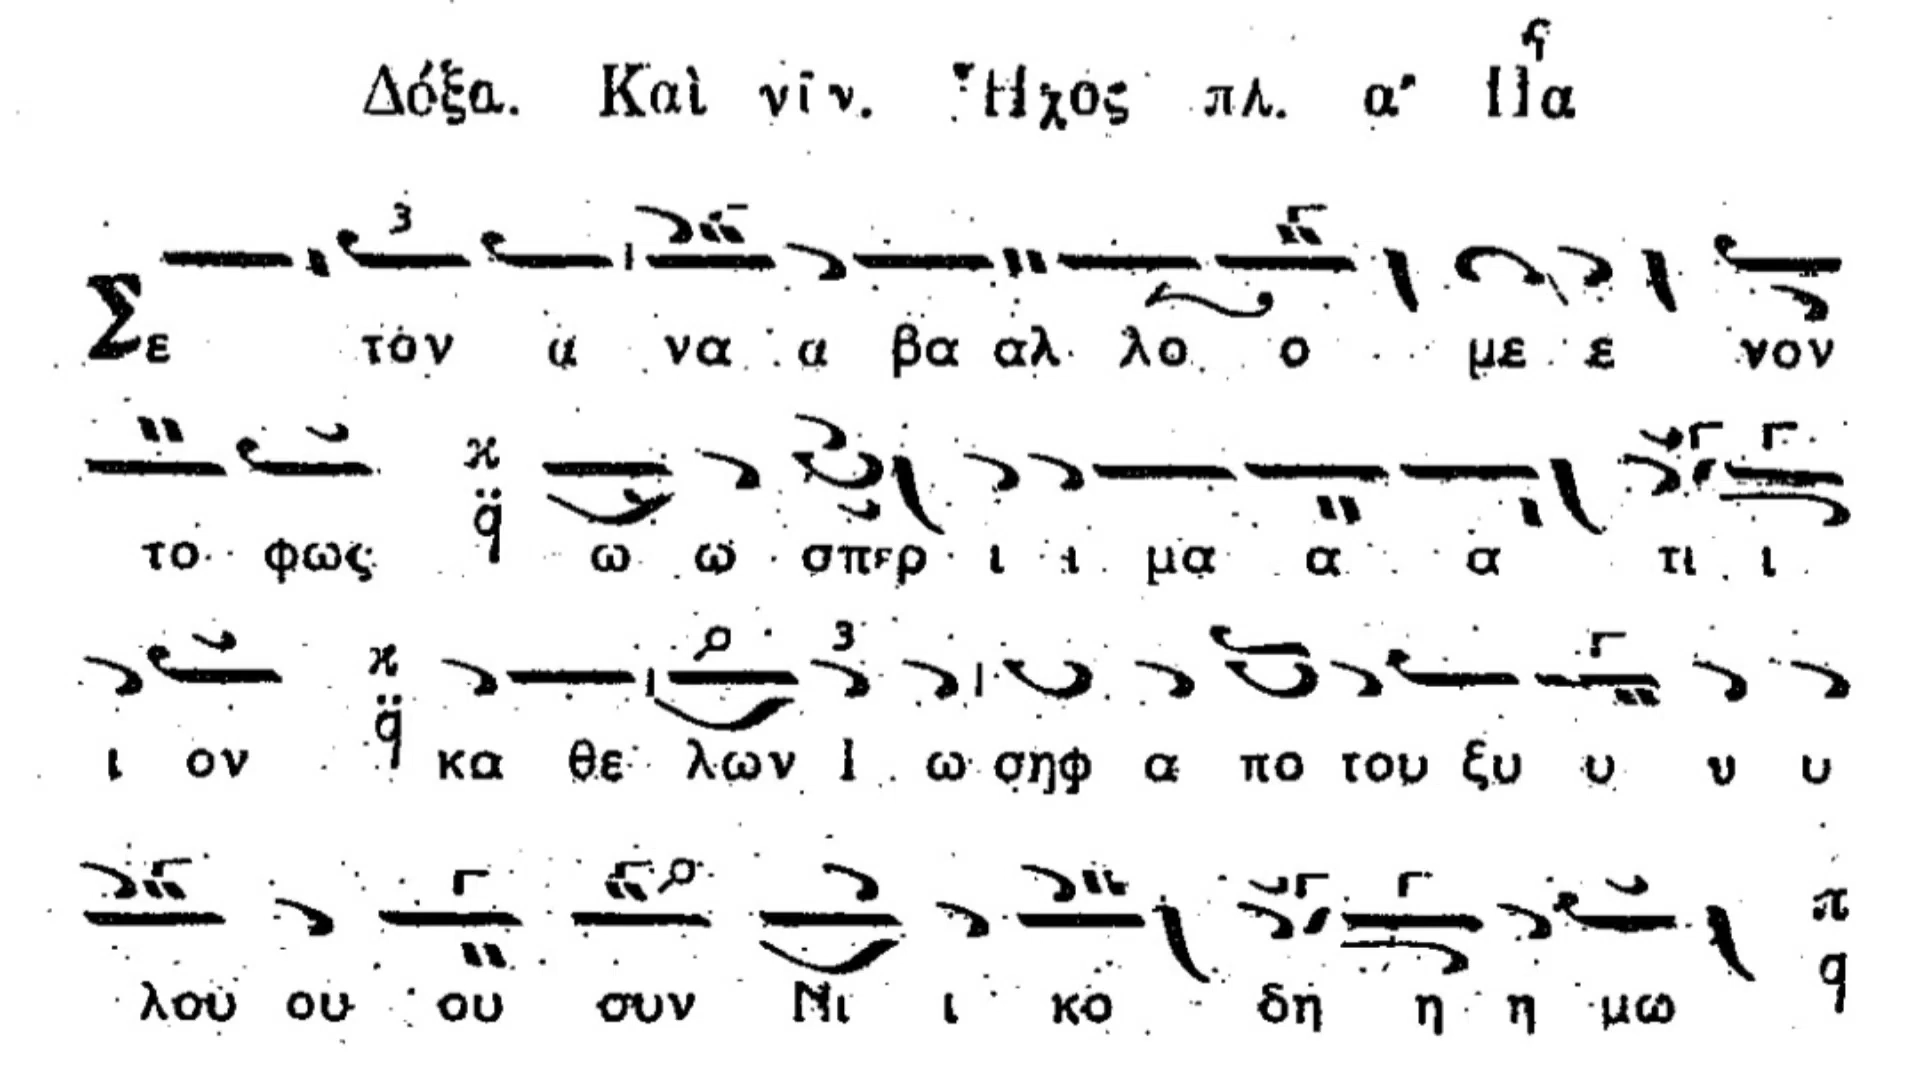 Δόξα. Καὶ νῦν. Ἦχος πλ. α' Πα
Σε τὸν α να α βα αλ λο ο με ε νον
το φως ω ω σπερ ι ι μα α α τι ι
ι ον κα θε λων Ι ω σηφ α πο του ξυ υ υ υ
λου ου ου συν Νι ι κο δη η η μω